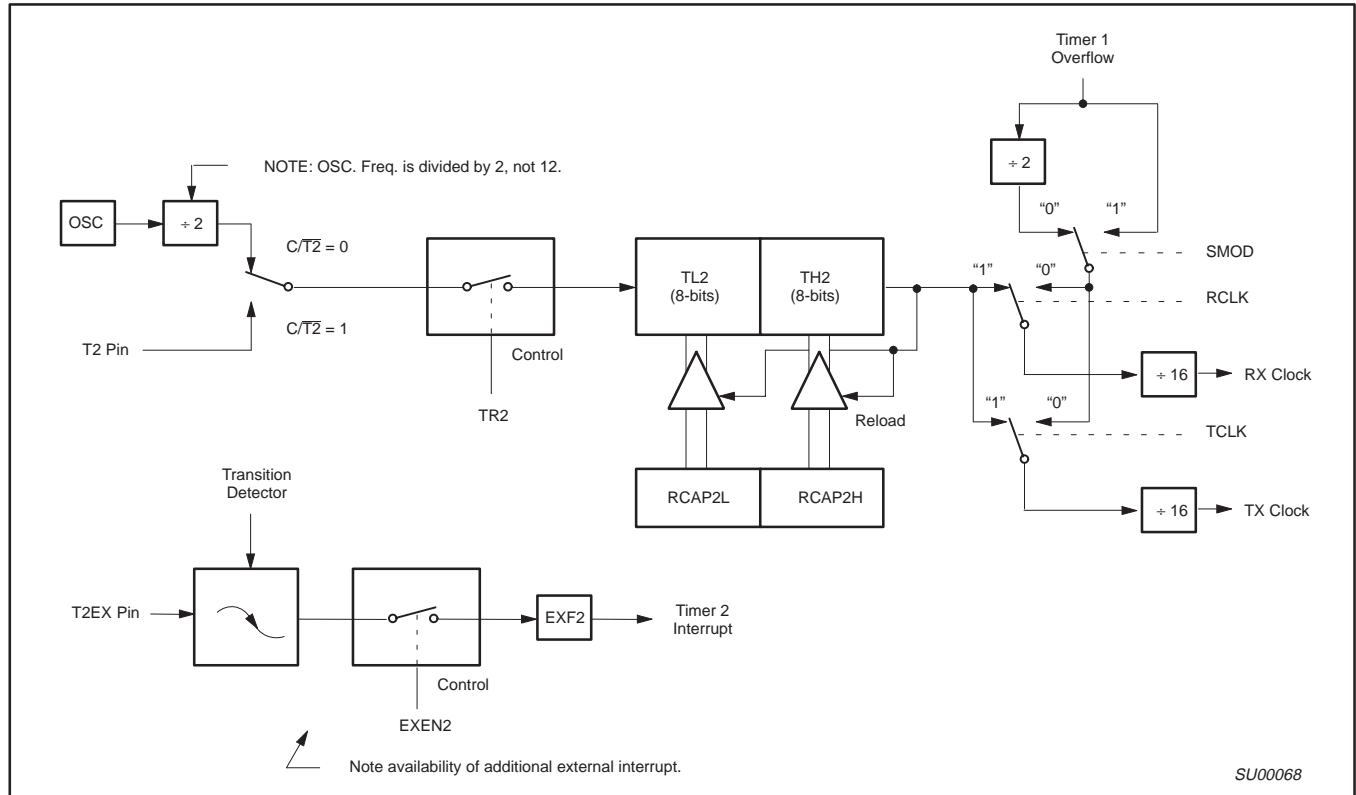 Timer 1
Overflow
NOTE: OSC. Freq. is divided by 2, not 12.
÷ 2
“0”
“1”
OSC
÷ 2
C/T2 = 0
SMOD
TL2
(8-bits)
TH2
(8-bits)
“1”
“0”
RCLK
C/T2 = 1
T2 Pin
Control
÷ 16
RX Clock
TR2
Reload
“1”
“0”
TCLK
Transition
Detector
RCAP2L
RCAP2H
÷ 16
TX Clock
T2EX Pin
EXF2
Timer 2
Interrupt
Control
EXEN2
Note availability of additional external interrupt.
SU00068